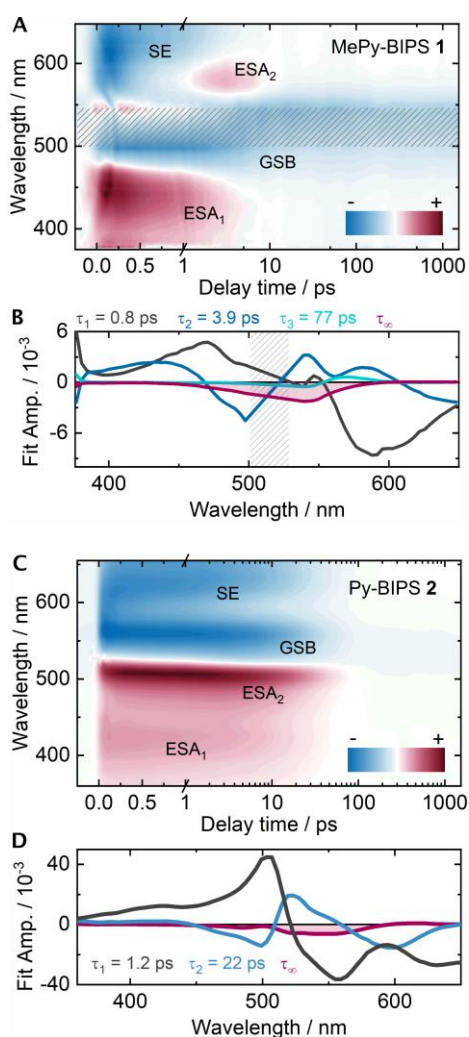 A
MePy-BIPS 1
SE
ESA₂
GSB
ESA₁
- +
Wavelength / nm
600
500
400
0.0 0.5 1 10 100 1000
Delay time / ps
B
τ₁ = 0.8 ps τ₂ = 3.9 ps τ₃ = 77 ps τ∞
Fit Amp. / 10⁻³
6
0
-6
400 500 600
Wavelength / nm
C
Py-BIPS 2
SE
GSB
ESA₂
ESA₁
- +
Wavelength / nm
600
500
400
0.0 0.5 1 10 100 1000
Delay time / ps
D
Fit Amp. / 10⁻³
40
0
-40
τ₁ = 1.2 ps τ₂ = 22 ps τ∞
400 500 600
Wavelength / nm